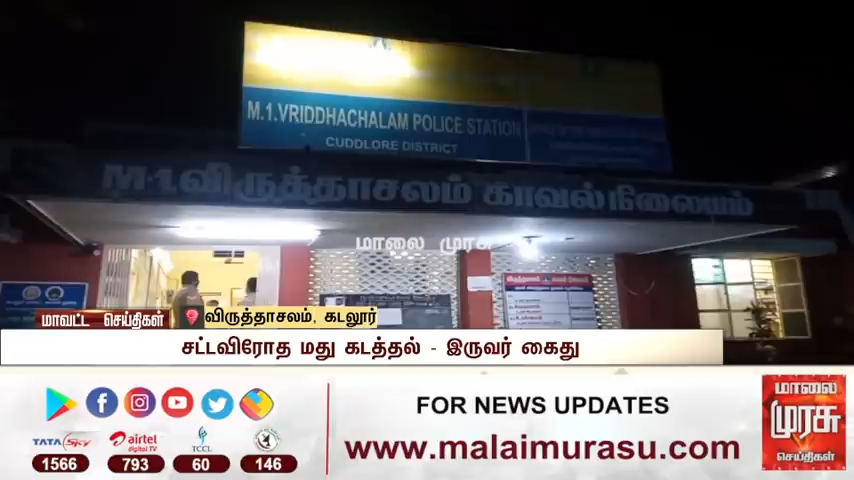 M.1.VRIDDHACHALAM POLICE STATION
CUDDLORE DISTRICT
M.1.விருத்தாசலம் காவல் நிலையம்
மாலை முரசு
மாவட்ட செய்திகள்
விருத்தாசலம், கடலூர்
சட்டவிரோத மது கடத்தல் - இருவர் கைது
FOR NEWS UPDATES
www.malaimurasu.com
TATA SKY
1566
airtel
digital TV
793
TCCL
60
146
மாலை
முரசு
செய்திகள்